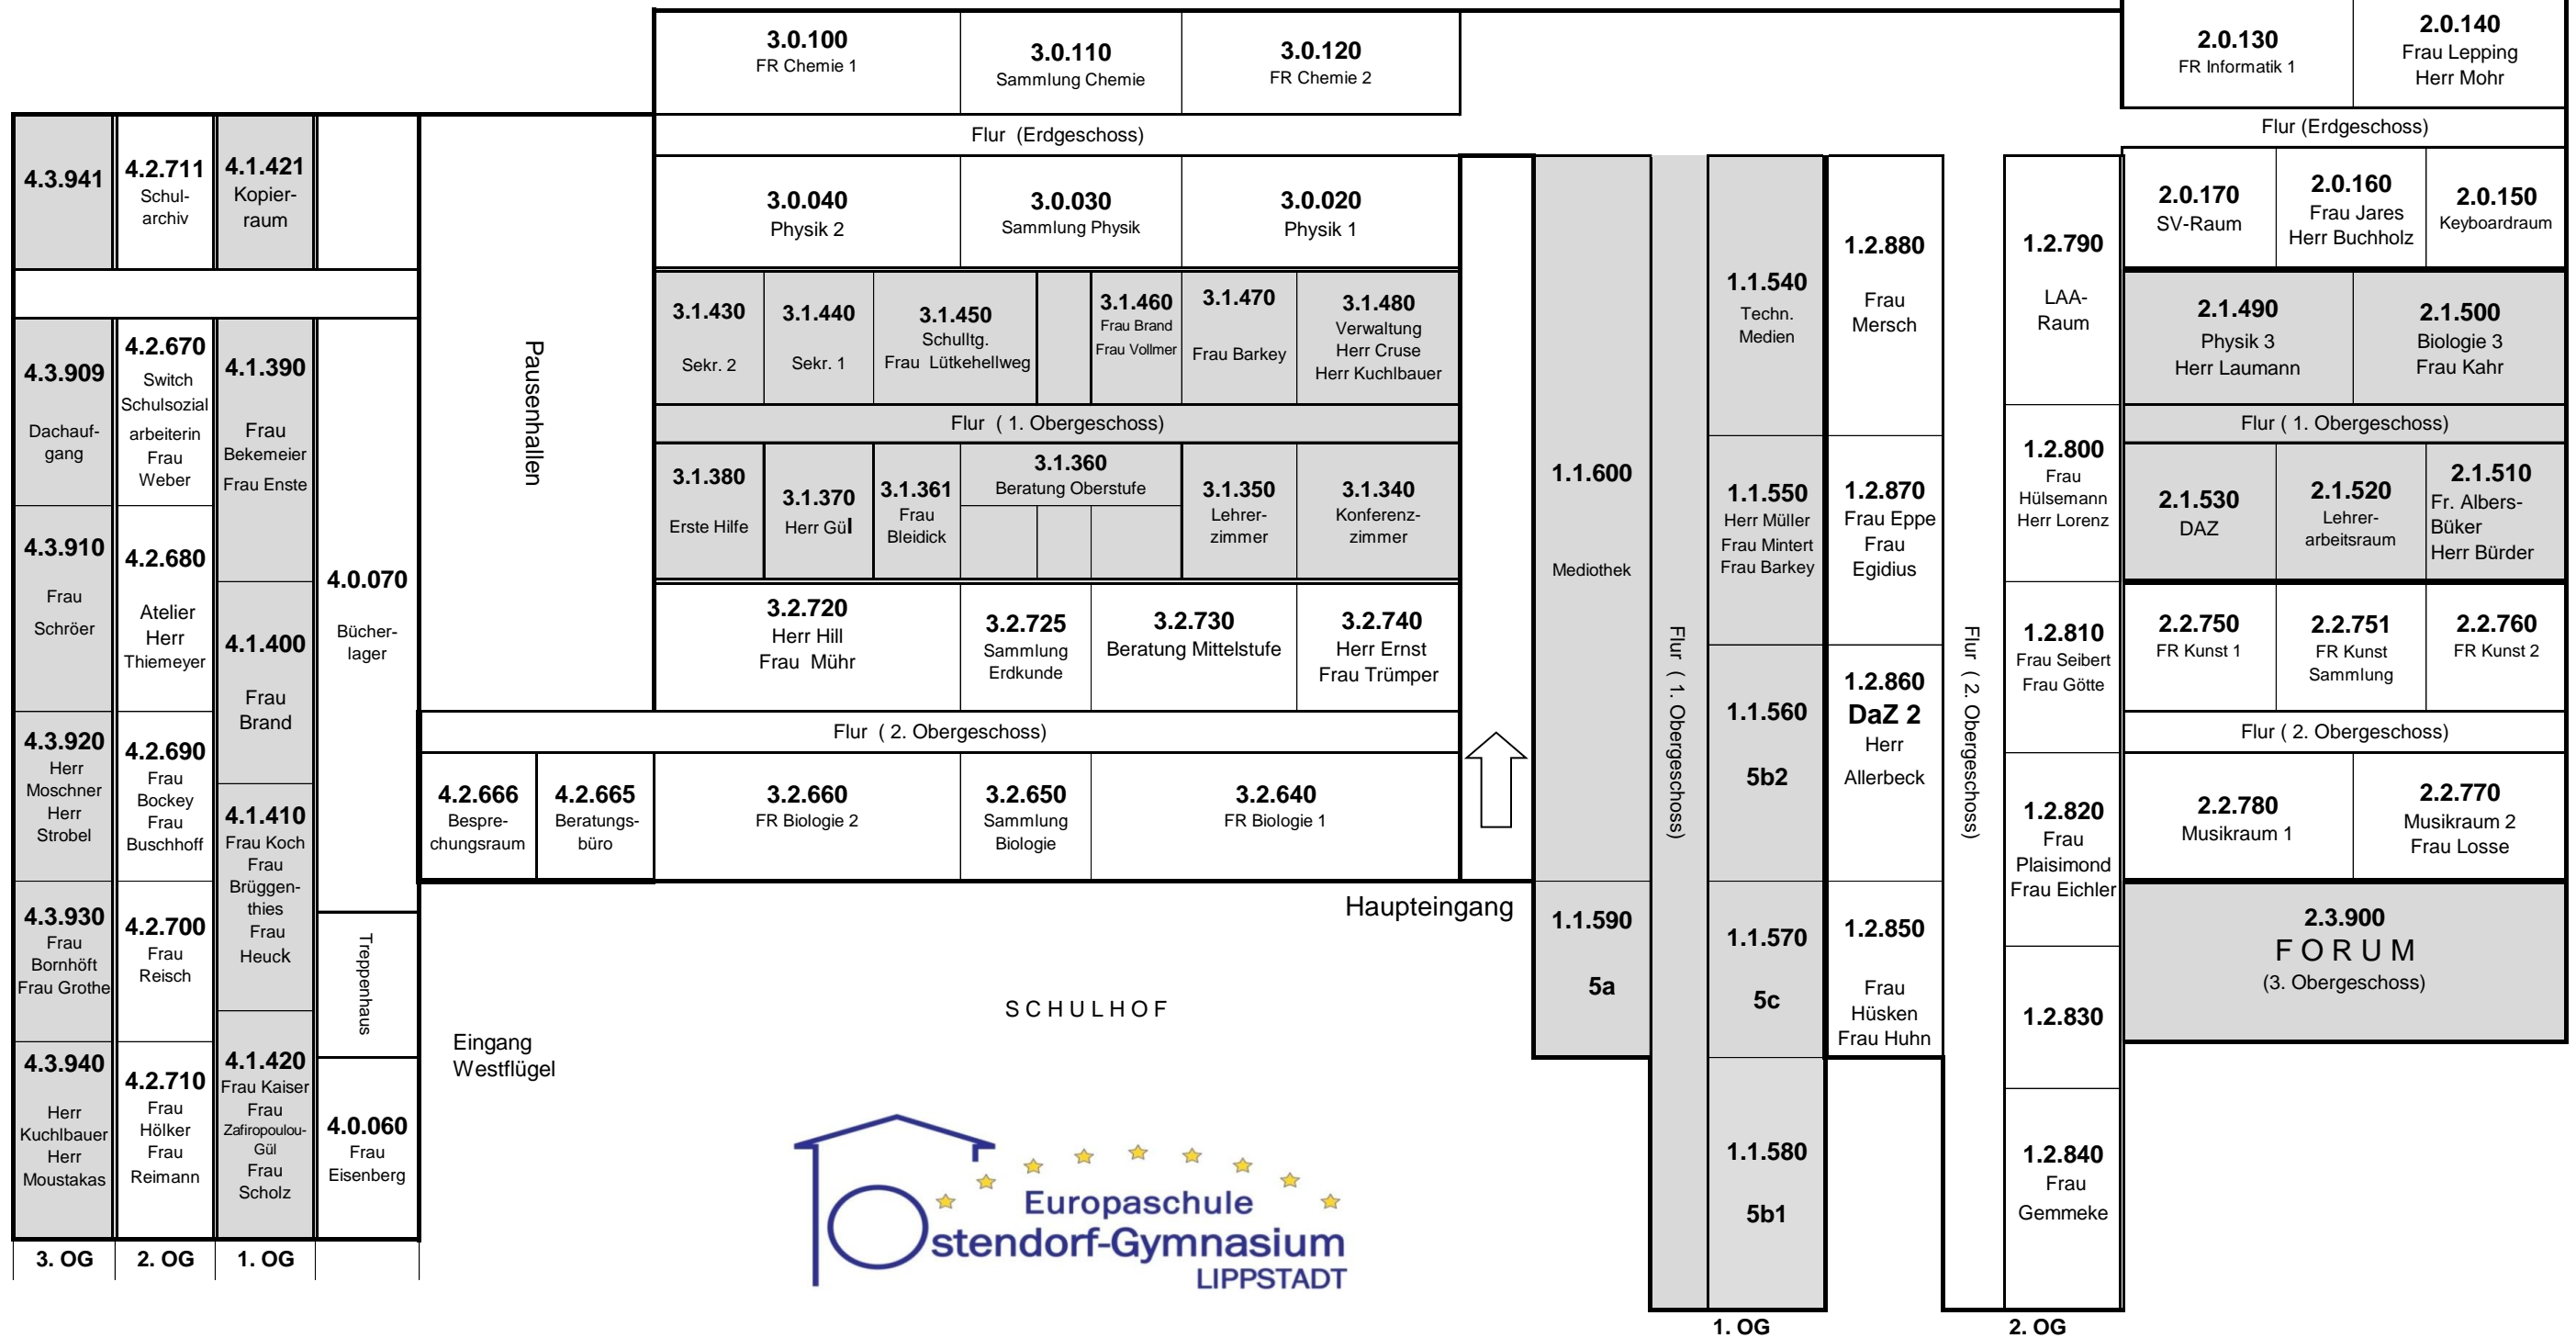 3.0.100
FR Chemie 1
3.0.110
Sammlung Chemie
3.0.120
FR Chemie 2
2.0.130
FR Informatik 1
2.0.140
Frau Lepping
Herr Mohr
Flur (Erdgeschoss)
Flur (Erdgeschoss)
4.3.941
4.2.711
Schul-
archiv
4.1.421
Kopier-
raum
Pausenhallen
3.0.040
Physik 2
3.0.030
Sammlung Physik
3.0.020
Physik 1
2.0.170
SV-Raum
2.0.160
Frau Jares
Herr Buchholz
2.0.150
Keyboardraum
3.1.430
Sekr. 2
3.1.440
Sekr. 1
3.1.450
Schulltg.
Frau Lütkehellweg
3.1.460
Frau Brand
Frau Vollmer
3.1.470
Frau Barkey
3.1.480
Verwaltung
Herr Cruse
Herr Kuchlbauer
Flur ( 1. Obergeschoss)
3.1.380
Erste Hilfe
3.1.370
Herr Gül
3.1.361
Frau
Bleidick
3.1.360
Beratung Oberstufe
3.1.350
Lehrer-
zimmer
3.1.340
Konferenz-
zimmer
3.2.720
Herr Hill
Frau Mühr
3.2.725
Sammlung
Erdkunde
3.2.730
Beratung Mittelstufe
3.2.740
Herr Ernst
Frau Trümper
Flur ( 2. Obergeschoss)
4.2.666
Bespre-
chungsraum
4.2.665
Beratungs-
büro
3.2.660
FR Biologie 2
3.2.650
Sammlung
Biologie
3.2.640
FR Biologie 1
4.3.909
Dachauf-
gang
4.3.910
Frau
Schröer
4.3.920
Herr
Moschner
Herr
Strobel
4.3.930
Frau
Bornhöft
Frau Grothe
4.3.940
Herr
Kuchlbauer
Herr
Moustakas
3. OG
4.2.670
Switch
Schulsozial
arbeiterin
Frau
Weber
4.2.680
Atelier
Herr
Thiemeyer
4.2.690
Frau
Bockey
Frau
Buschhoff
4.2.700
Frau
Reisch
4.2.710
Frau
Hölker
Frau
Reimann
2. OG
4.1.390
Frau
Bekemeier
Frau Enste
4.1.400
Frau
Brand
4.1.410
Frau Koch
Frau
Brüggen-
thies
Frau
Heuck
4.1.420
Frau Kaiser
Frau
Zafiropoulou-
Gül
Frau
Scholz
1. OG
4.0.070
Bücher-
lager
Treppenhaus
4.0.060
Frau
Eisenberg
Haupteingang
SCHULHOF
Eingang
Westflügel
Europaschule
stendorf-Gymnasium
LIPPSTADT
1.1.600
Mediothek
1.1.590
5a
Flur ( 1. Obergeschoss)
1.1.540
Techn.
Medien
1.1.550
Herr Müller
Frau Mintert
Frau Barkey
1.1.560
5b2
1.1.570
5c
1.1.580
5b1
1. OG
1.2.880
Frau
Mersch
1.2.870
Frau Eppe
Frau
Egidius
1.2.860
DaZ 2
Herr
Allerbeck
1.2.850
Frau
Hüsken
Frau Huhn
Flur ( 2. Obergeschoss)
1.2.790
LAA-
Raum
1.2.800
Frau
Hülsemann
Herr Lorenz
1.2.810
Frau Seibert
Frau Götte
1.2.820
Frau
Plaisimond
Frau Eichler
1.2.830
1.2.840
Frau
Gemmeke
2. OG
2.1.490
Physik 3
Herr Laumann
2.1.500
Biologie 3
Frau Kahr
Flur ( 1. Obergeschoss)
2.1.530
DAZ
2.1.520
Lehrer-
arbeitsraum
2.1.510
Fr. Albers-
Büker
Herr Bürder
2.2.750
FR Kunst 1
2.2.751
FR Kunst
Sammlung
2.2.760
FR Kunst 2
Flur ( 2. Obergeschoss)
2.2.780
Musikraum 1
2.2.770
Musikraum 2
Frau Losse
2.3.900
FORUM
(3. Obergeschoss)